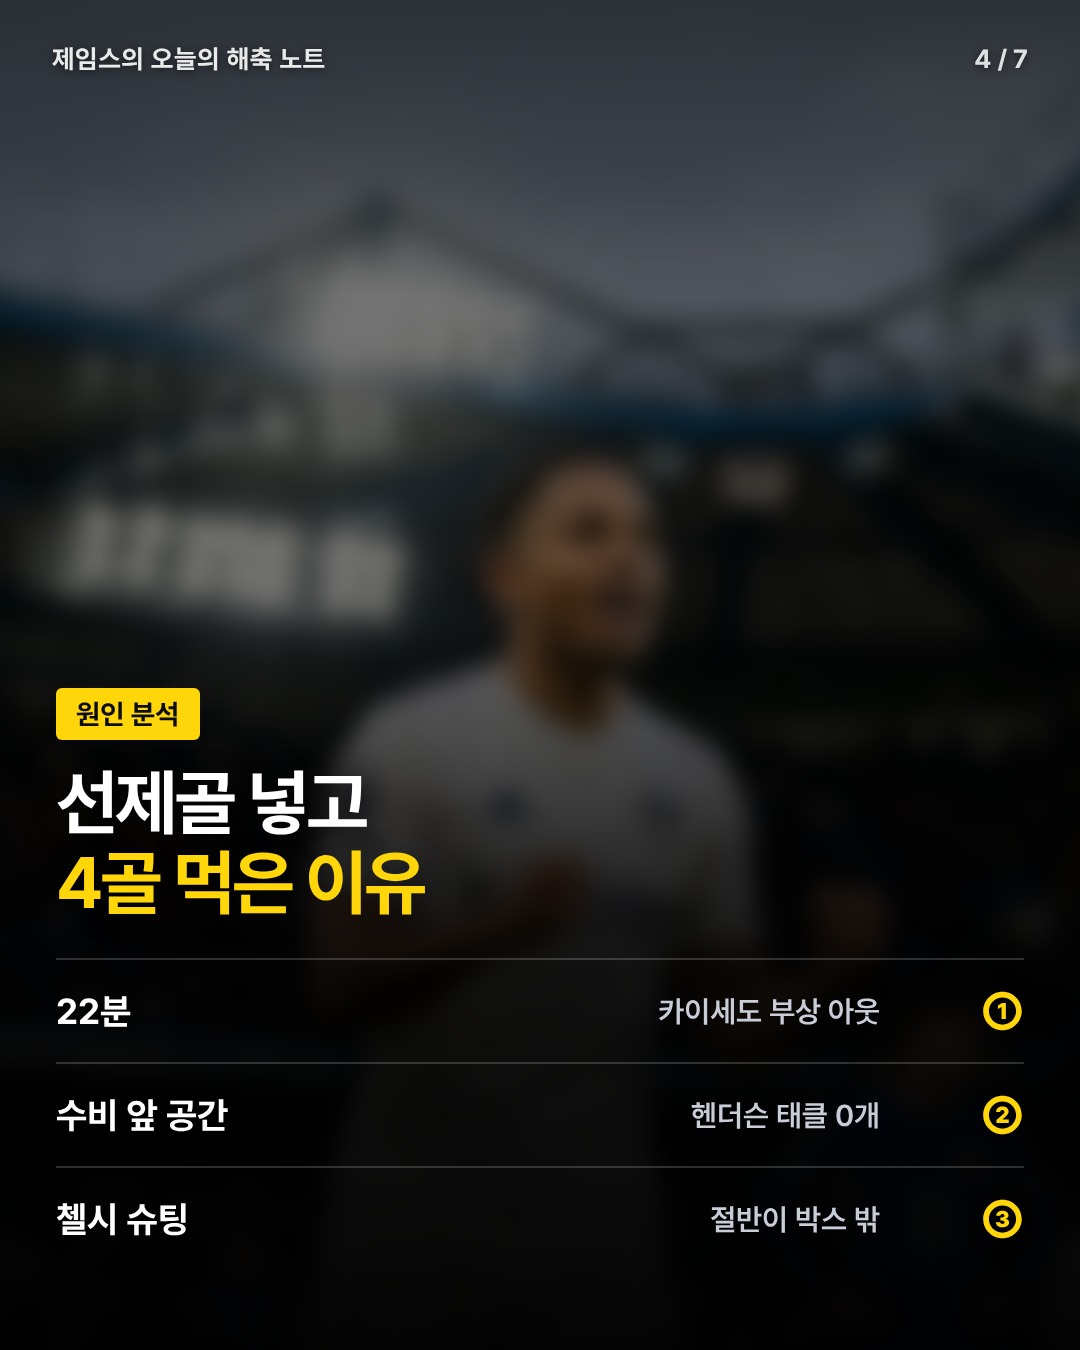 제임스의 오늘의 해축 노트
4 / 7
원인 분석
선제골 넣고
4골 먹은 이유
22분 카이세도 부상 아웃 ①
수비 앞 공간 헨더슨 태클 0개 ②
첼시 슈팅 절반이 박스 밖 ③